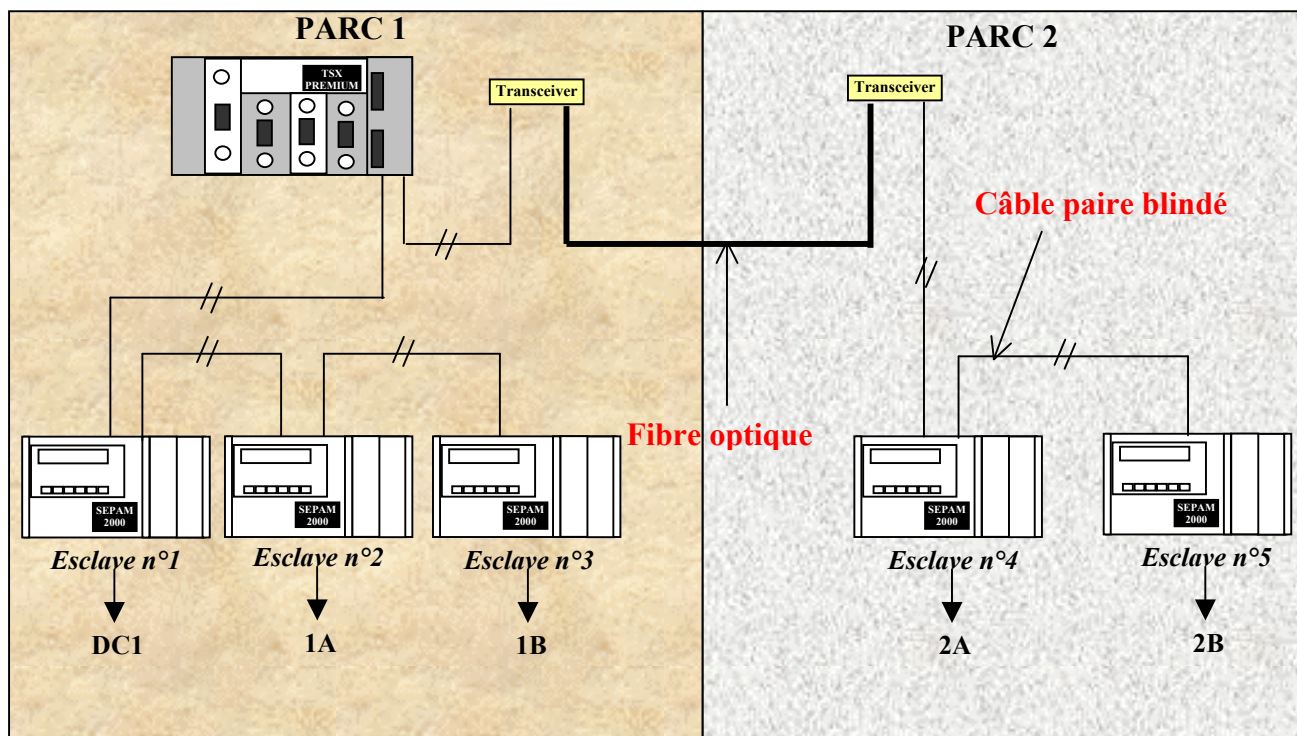 PARC 1
PARC 2
TSX
PREMIUM
Transceiver
Transceiver
Câble paire blindé
Fibre optique
SEPAM
2000
SEPAM
2000
SEPAM
2000
SEPAM
2000
SEPAM
2000
Esclave n°1
Esclave n°2
Esclave n°3
Esclave n°4
Esclave n°5
DC1
1A
1B
2A
2B